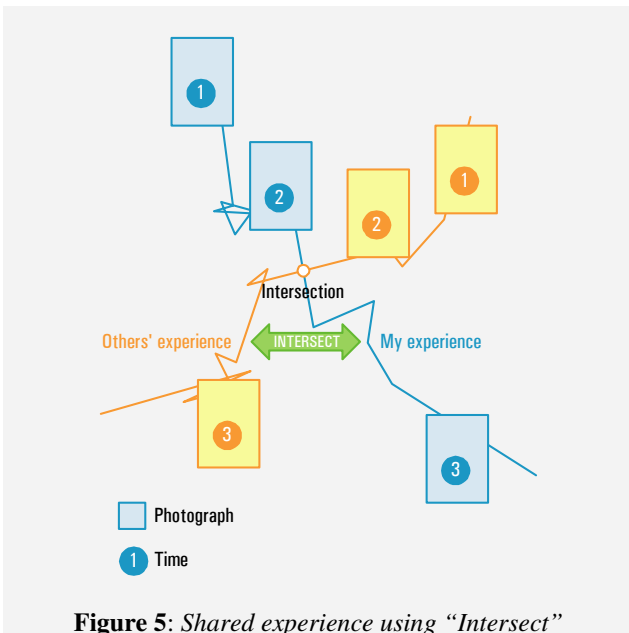 1
2
1
2
Intersection
Others' experience
INTERSECT
My experience
3
3
Photograph
1 Time
Figure 5: Shared experience using “Intersect”